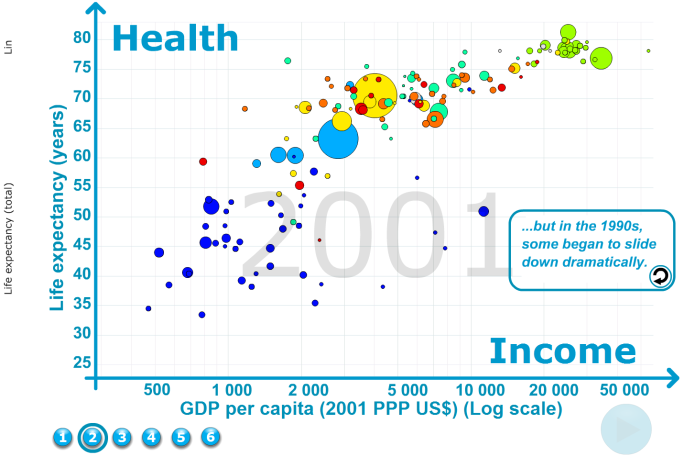 Lin
Life expectancy (total)
Health
Life expectancy (years)
80
75
70
65
60
55
50
45
40
35
30
25
2001
...but in the 1990s,
some began to slide
down dramatically.
Income
500 1 000 2 000 5 000 10 000 20 000 50 000
GDP per capita (2001 PPP US$) (Log scale)
1 2 3 4 5 6